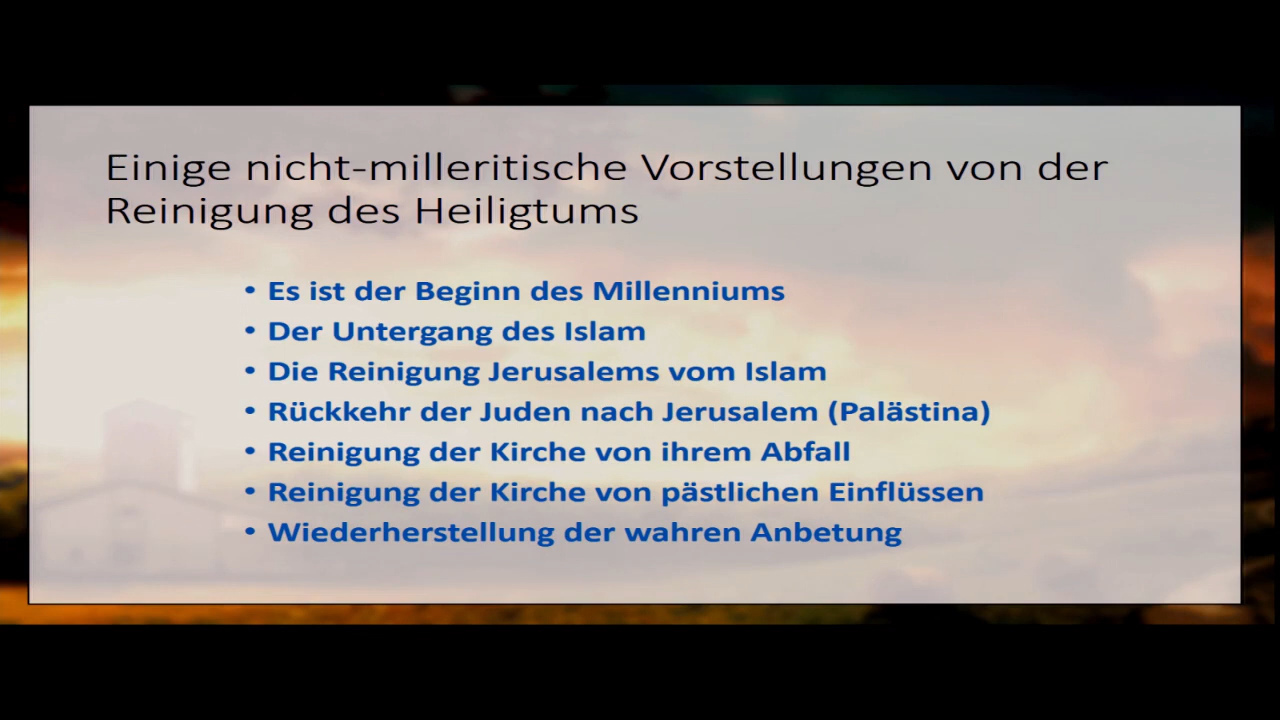 Einige nicht-milleritische Vorstellungen von der
Reinigung des Heiligtums
• Es ist der Beginn des Millenniums
• Der Untergang des Islam
• Die Reinigung Jerusalems vom Islam
• Rückkehr der Juden nach Jerusalem (Palästina)
• Reinigung der Kirche von ihrem Abfall
• Reinigung der Kirche von pästlichen Einflüssen
• Wiederherstellung der wahren Anbetung